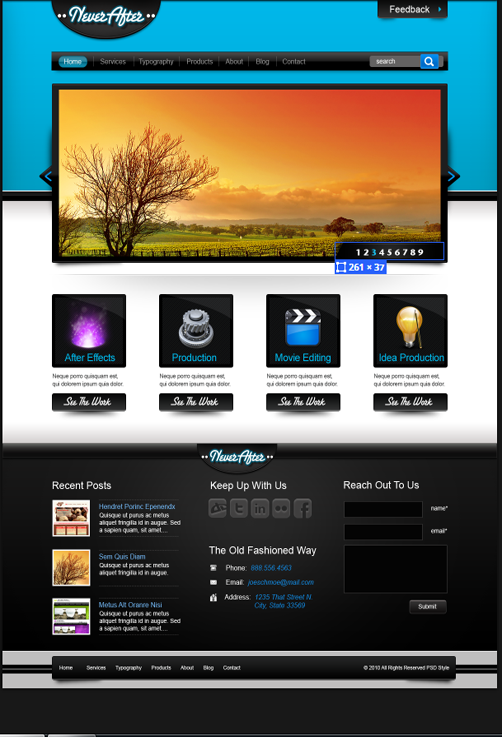 NeverAfter
Feedback
Home Services Typography Products About Blog Contact
search
1 2 3 4 5 6 7 8 9
261 × 37
After Effects
Neque porro quisquam est,
qui dolorem ipsum quia dolor.
See The Work
Production
Neque porro quisquam est,
qui dolorem ipsum quia dolor.
See The Work
Movie Editing
Neque porro quisquam est,
qui dolorem ipsum quia dolor.
See The Work
Idea Production
Neque porro quisquam est,
qui dolorem ipsum quia dolor.
See The Work
NeverAfter
Recent Posts
Hendret Porinc Epenendx
Quisque ut purus ac metus
aliquet fringilla id in augue. Sed
a sapien quam, sit amet....
Sem Quis Diam
Quisque ut purus ac metus
aliquet fringilla id in augue.
Metus Alt Oranre Nisi
Quisque ut purus ac metus
aliquet fringilla id in augue. Sed
a sapien quam, sit amet....
Keep Up With Us
The Old Fashioned Way
Phone: 888.556.4563
Email: joeschmoe@mail.com
Address: 1235 That Street N.
City, State 33569
Reach Out To Us
name*
email*
Submit
Home Services Typography Products About Blog Contact
© 2010 All Rights Reserved PSD Style